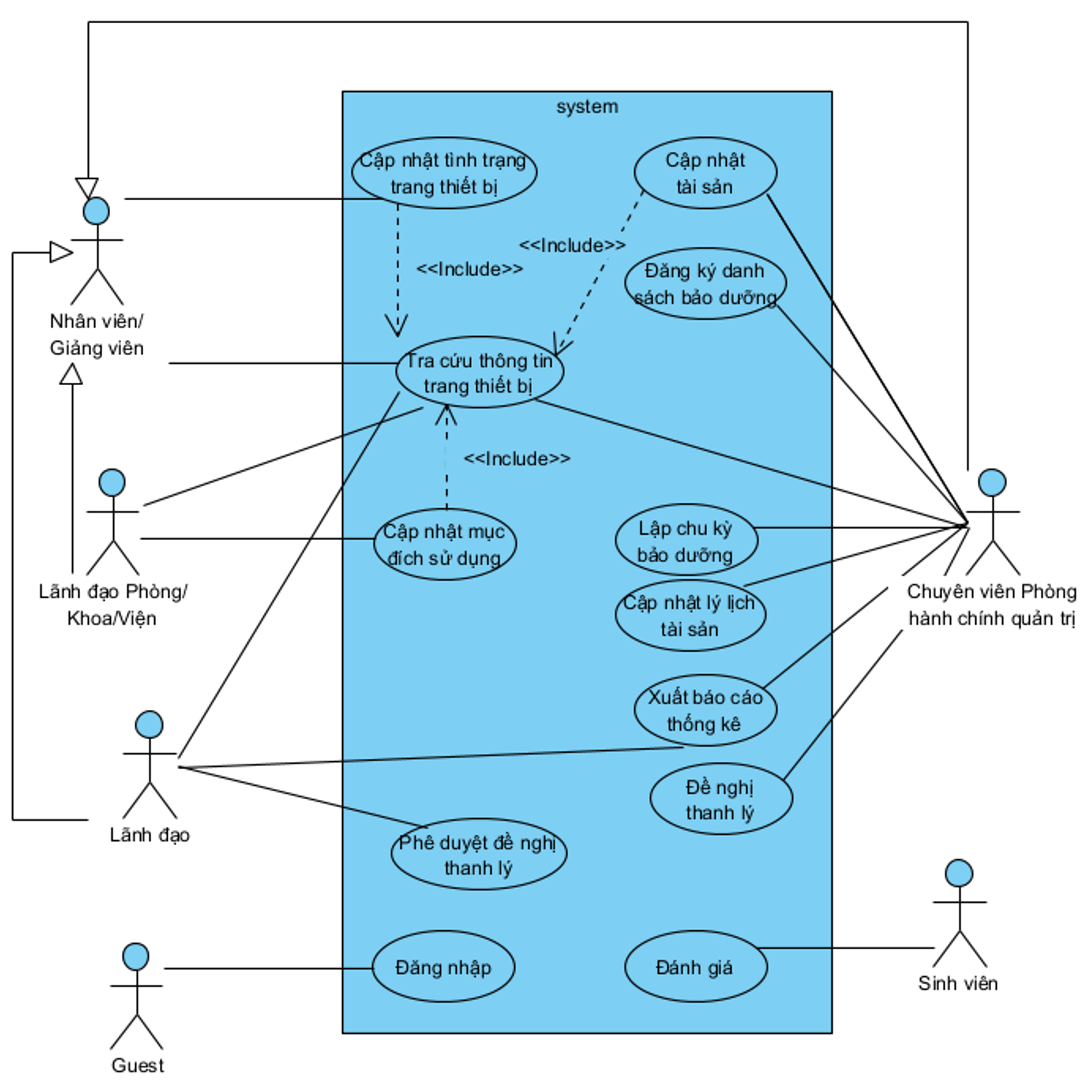 system
Cập nhật tình trạng
trang thiết bị
Cập nhật
tài sản
<<Include>>
<<Include>>
Đăng ký danh
sách bảo dưỡng
Nhân viên/
Giảng viên
Tra cứu thông tin
trang thiết bị
<<Include>>
Cập nhật mục
đích sử dụng
Lập chu kỳ
bảo dưỡng
Lãnh đạo Phòng/
Khoa/Viện
Cập nhật lý lịch
tài sản
Chuyên viên Phòng
hành chính quản trị
Xuất báo cáo
thống kê
Đề nghị
thanh lý
Lãnh đạo
Phê duyệt đề nghị
thanh lý
Đăng nhập
Đánh giá
Sinh viên
Guest